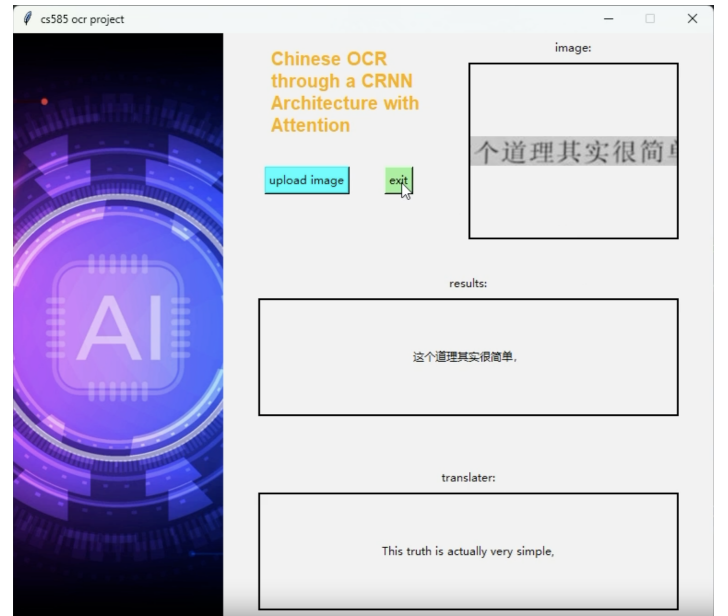 cs585 ocr project
Chinese OCR
through a CRNN
Architecture with
Attention
upload image
exit
image:
个道理其实很简单
results:
这个道理其实很简单,
translater:
This truth is actually very simple,
AI